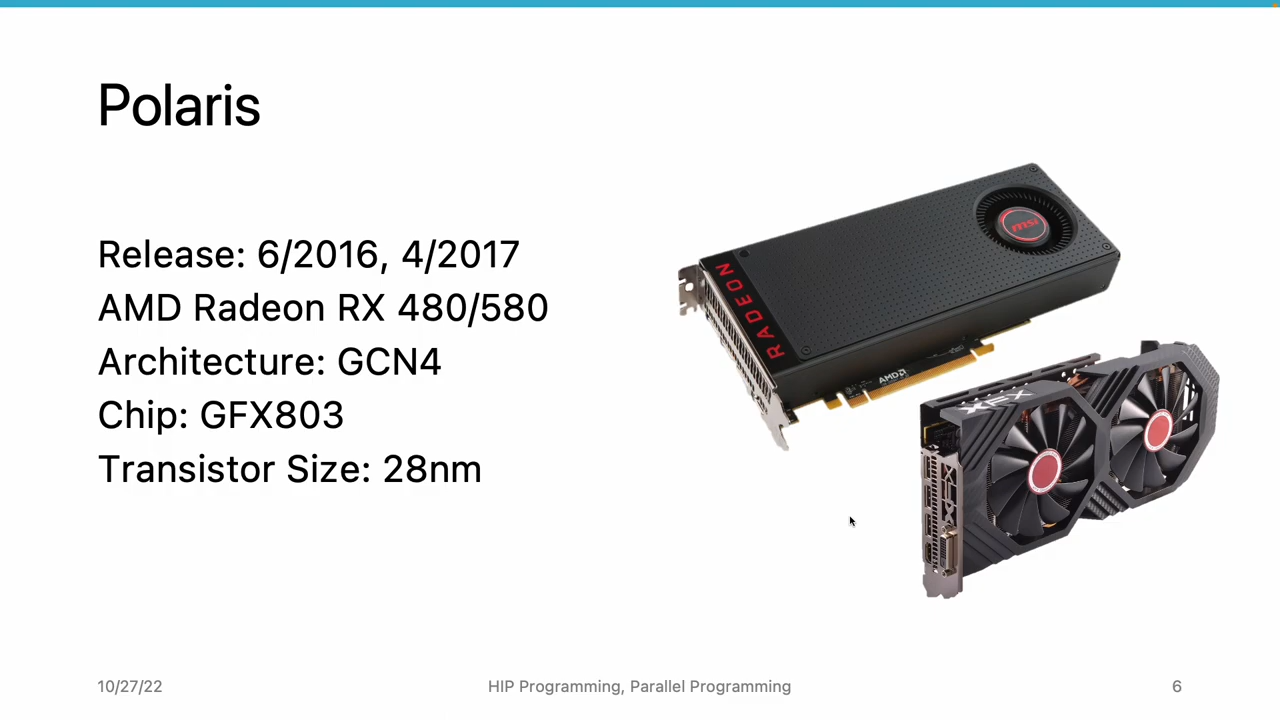 Polaris
Release: 6/2016, 4/2017
AMD Radeon RX 480/580
Architecture: GCN4
Chip: GFX803
Transistor Size: 28nm
RADEON
msi
AMD
XFX
XFX
10/27/22
HIP Programming, Parallel Programming
6